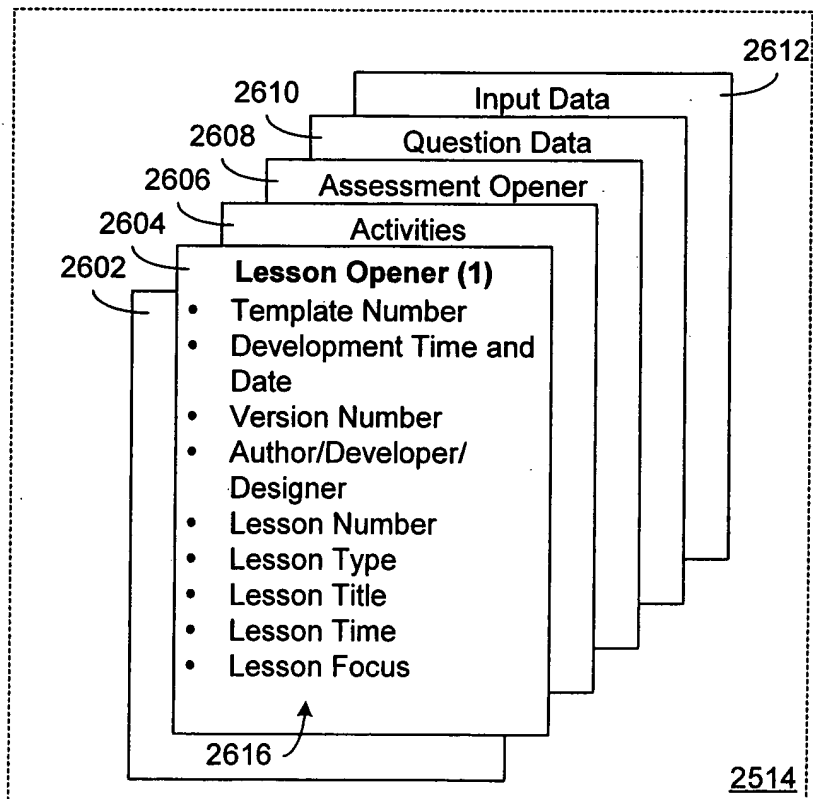 2612
Input Data
2610
Question Data
2608
Assessment Opener
2606
Activities
2604
Lesson Opener (1)
2602
• Template Number
• Development Time and
Date
• Version Number
• Author/Developer/
Designer
• Lesson Number
• Lesson Type
• Lesson Title
• Lesson Time
• Lesson Focus
2616
2514